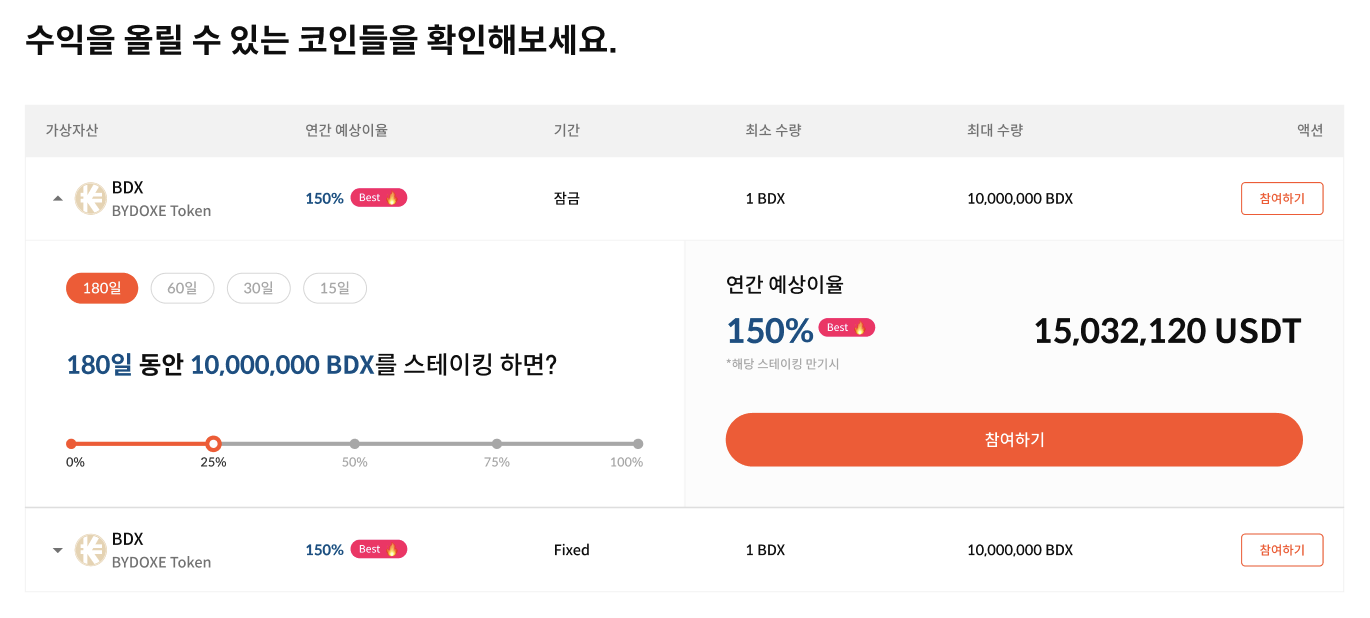 수익을 올릴 수 있는 코인들을 확인해보세요.
가상자산 연간 예상이율 기간 최소 수량 최대 수량 액션
BDX
BYDOXE Token
150% Best 잠금 1 BDX 10,000,000 BDX 참여하기
180일 60일 30일 15일
180일 동안 10,000,000 BDX를 스테이킹 하면?
0% 25% 50% 75% 100%
연간 예상이율
150% Best 15,032,120 USDT
*해당 스테이킹 만기시
참여하기
BDX
BYDOXE Token
150% Best Fixed 1 BDX 10,000,000 BDX 참여하기